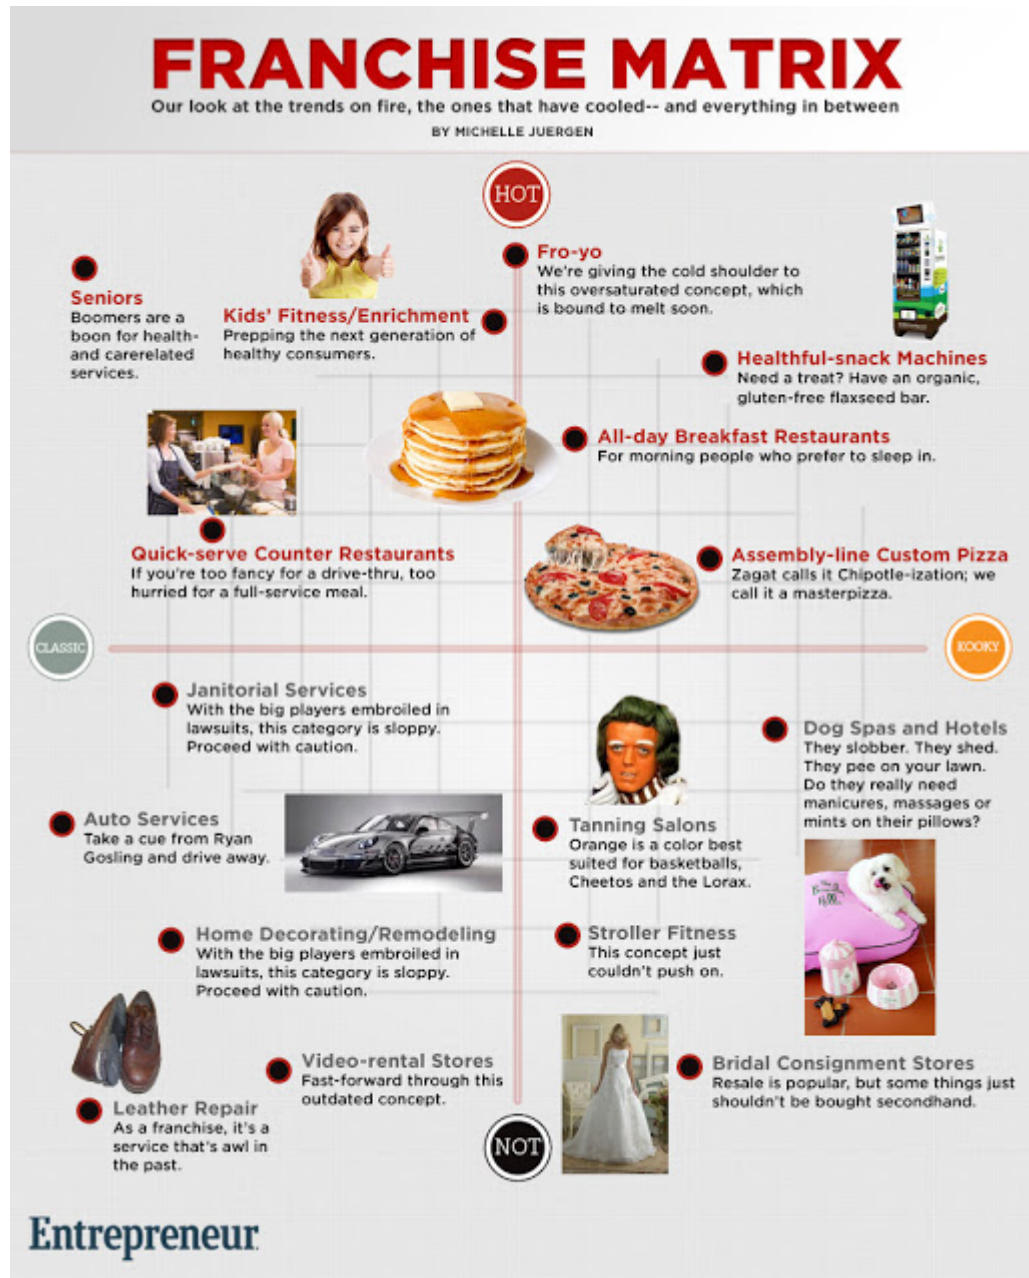 FRANCHISE MATRIX
Our look at the trends on fire, the ones that have cooled-- and everything in between
BY MICHELLE JUERGEN
HOT
Fro-yo
We're giving the cold shoulder to
this oversaturated concept, which
is bound to melt soon.
Seniors
Boomers are a
boon for health-
and carerelated
services.
Kids' Fitness/Enrichment
Prepping the next generation of
healthy consumers.
Healthful-snack Machines
Need a treat? Have an organic,
gluten-free flaxseed bar.
All-day Breakfast Restaurants
For morning people who prefer to sleep in.
Quick-serve Counter Restaurants
If you're too fancy for a drive-thru, too
hurried for a full-service meal.
Assembly-line Custom Pizza
Zagat calls it Chipotle-ization; we
call it a masterpizza.
CLASSIC
KOOKY
Janitorial Services
With the big players embroiled in
lawsuits, this category is sloppy.
Proceed with caution.
Dog Spas and Hotels
They slobber. They shed.
They pee on your lawn.
Do they really need
manicures, massages or
mints on their pillows?
Auto Services
Take a cue from Ryan
Gosling and drive away.
Tanning Salons
Orange is a color best
suited for basketballs,
Cheetos and the Lorax.
Home Decorating/Remodeling
With the big players embroiled in
lawsuits, this category is sloppy.
Proceed with caution.
Stroller Fitness
This concept just
couldn't push on.
Video-rental Stores
Fast-forward through this
outdated concept.
Bridal Consignment Stores
Resale is popular, but some things just
shouldn't be bought secondhand.
Leather Repair
As a franchise, it's a
service that's awl in
the past.
NOT
Entrepreneur